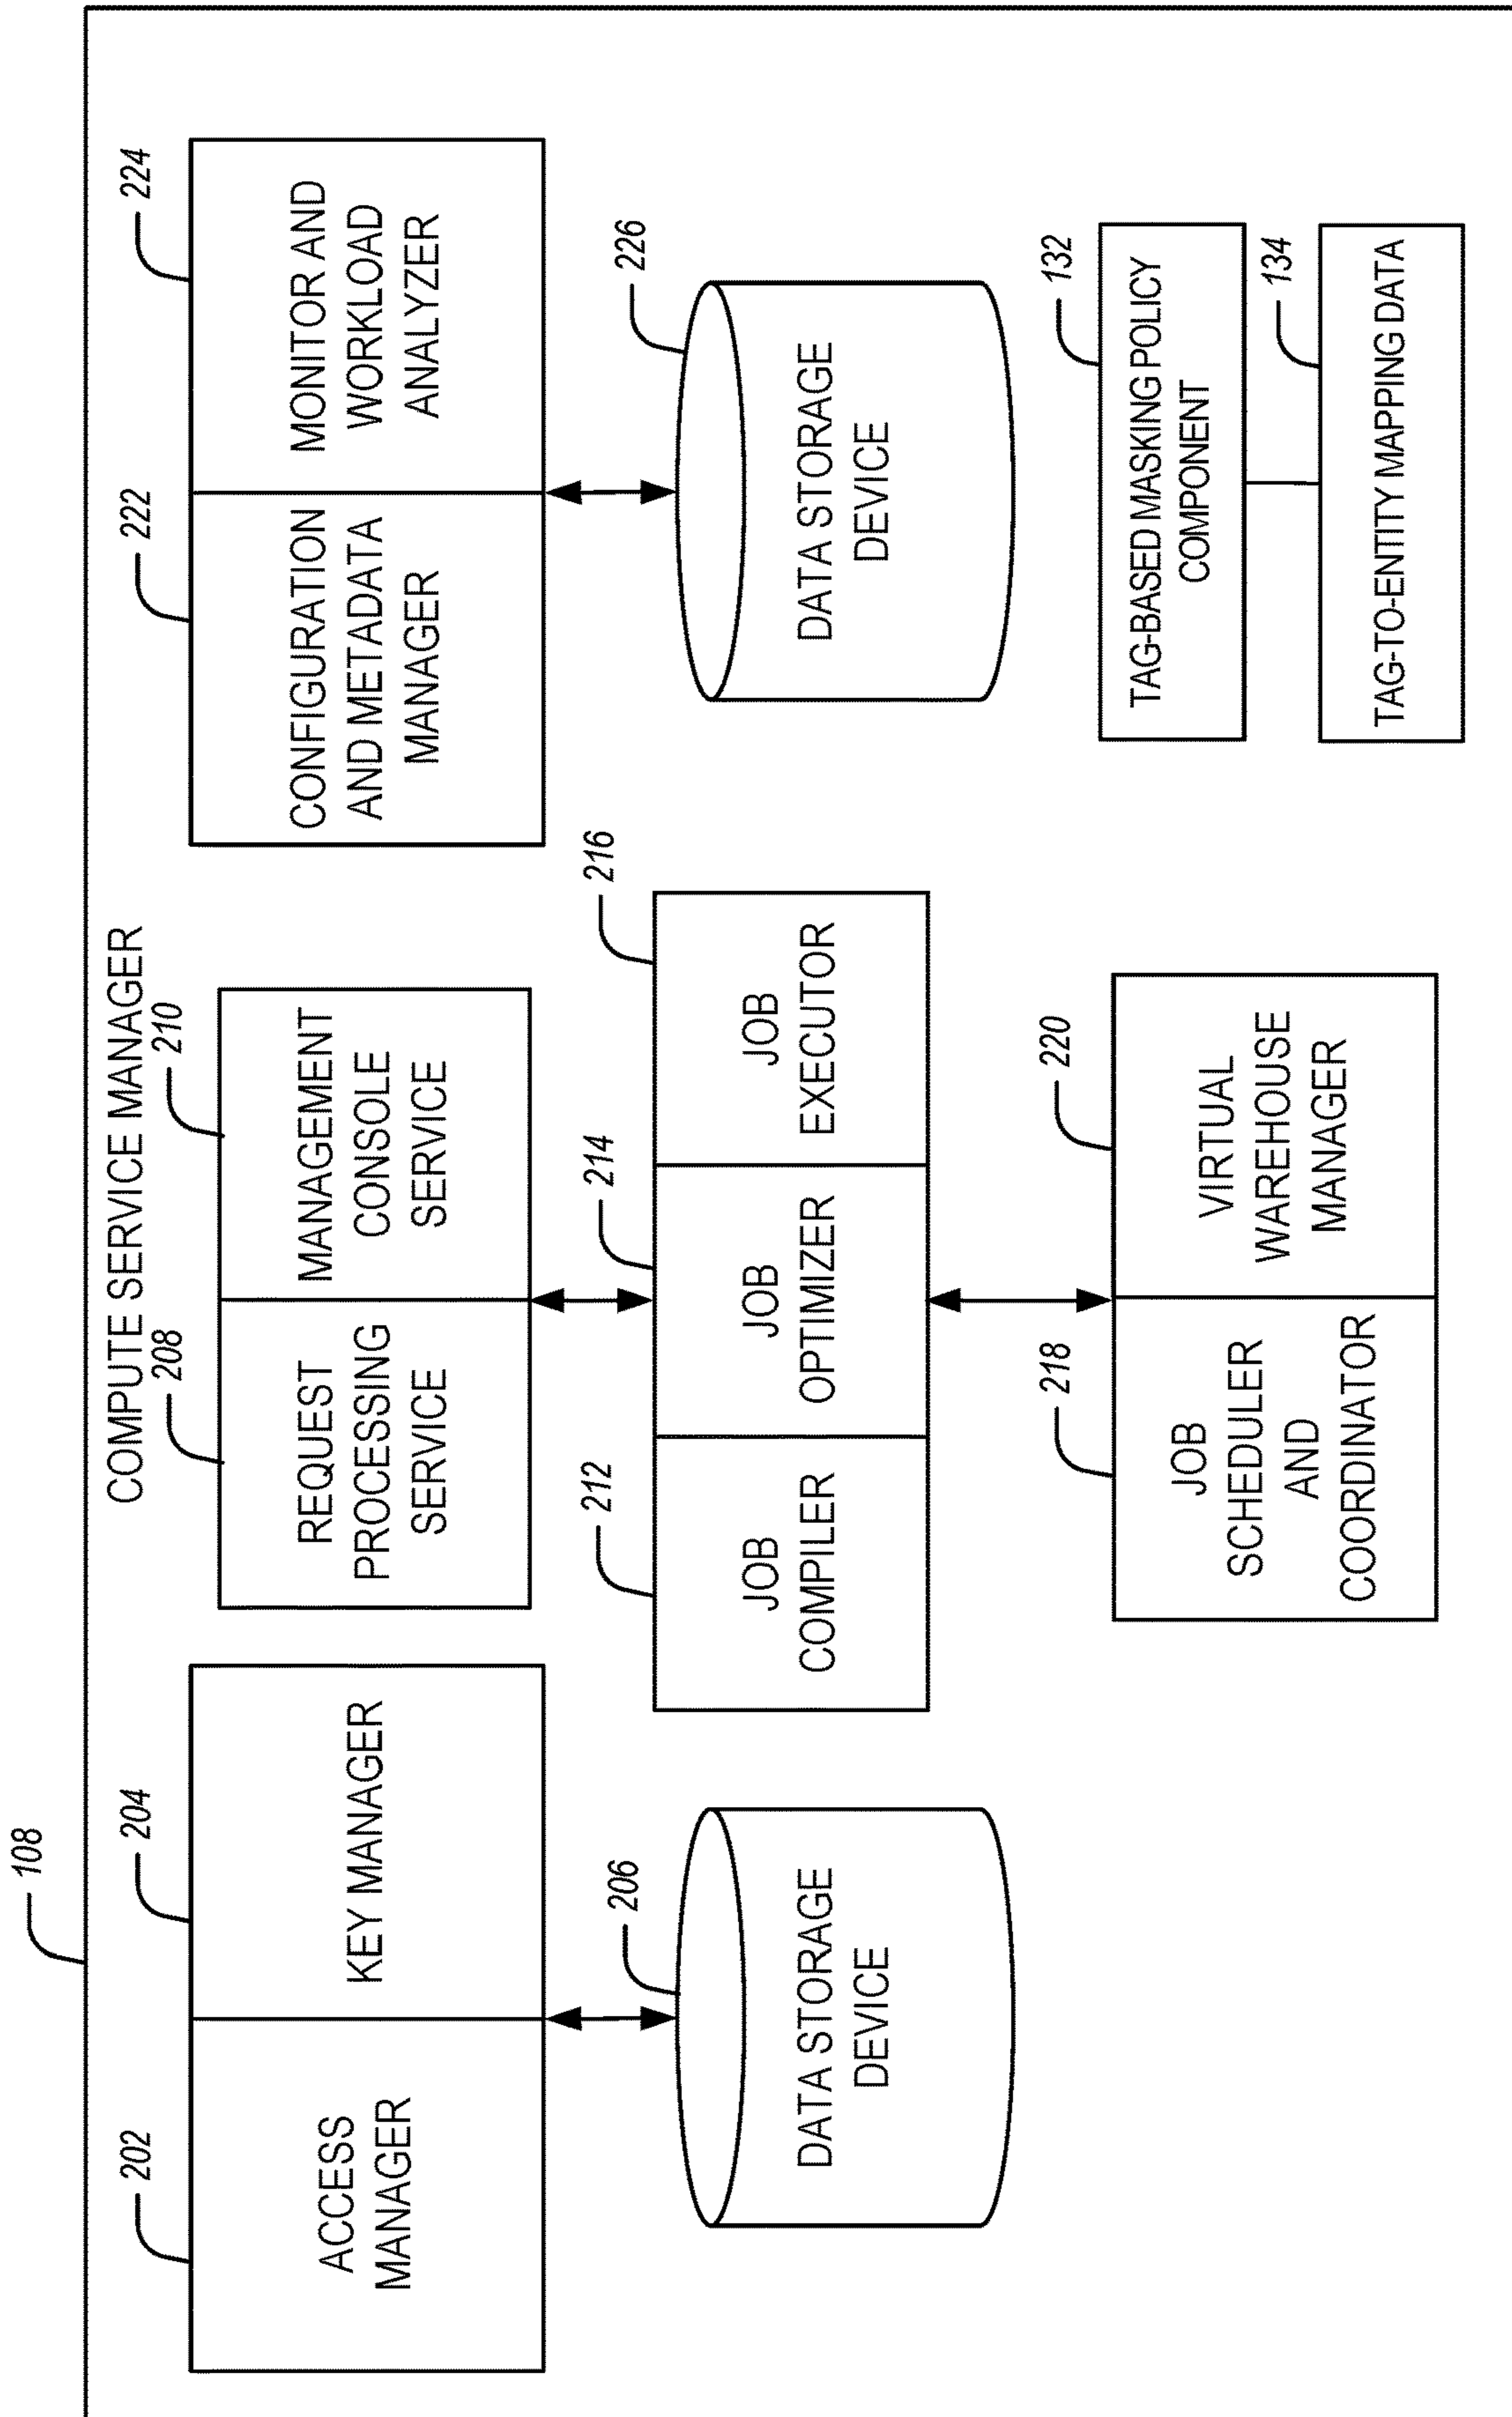 108
COMPUTE SERVICE MANAGER
202
204
ACCESS
MANAGER
KEY MANAGER
206
DATA STORAGE
DEVICE
208
210
REQUEST
PROCESSING
SERVICE
MANAGEMENT
CONSOLE
SERVICE
212
214
216
JOB
COMPILER
JOB
OPTIMIZER
JOB
EXECUTOR
218
220
JOB
SCHEDULER
AND
COORDINATOR
VIRTUAL
WAREHOUSE
MANAGER
222
224
CONFIGURATION
AND METADATA
MANAGER
MONITOR AND
WORKLOAD
ANALYZER
226
DATA STORAGE
DEVICE
132
TAG-BASED MASKING POLICY
COMPONENT
134
TAG-TO-ENTITY MAPPING DATA